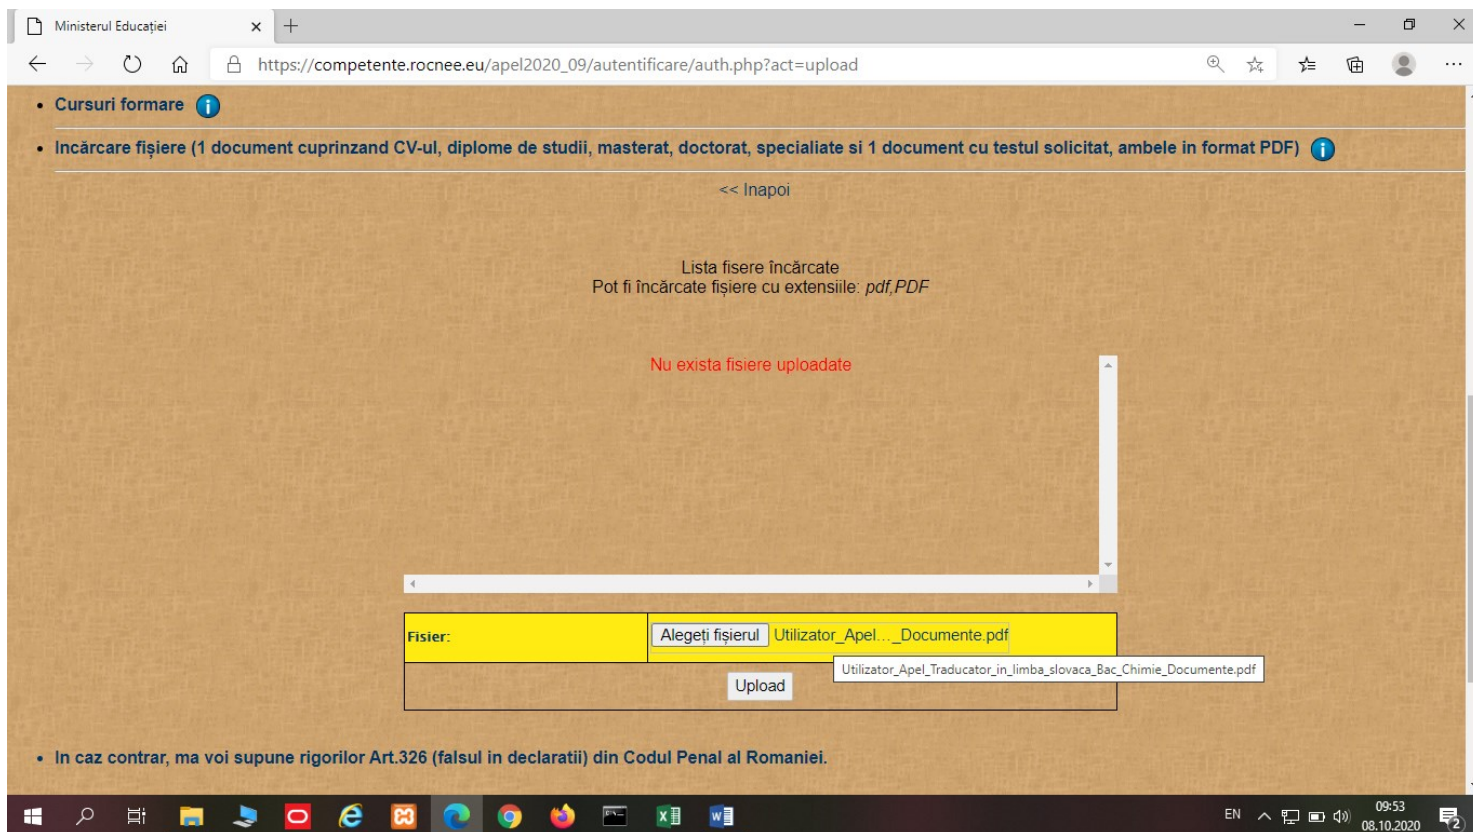 Ministerul Educației
https://competente.rocnee.eu/apel2020_09/autentificare/auth.php?act=upload
Cursuri formare
Incărcare fișiere (1 document cuprinzand CV-ul, diplome de studii, masterat, doctorat, specialiate si 1 document cu testul solicitat, ambele in format PDF)
<< Inapoi
Lista fisere încărcate
Pot fi încărcate fișiere cu extensiile: pdf,PDF
Nu exista fisiere uploadate
Fisier: Alegeți fișierul Utilizator_Apel…_Documente.pdf
Utilizator_Apel_Traducator_in_limba_slovaca_Bac_Chimie_Documente.pdf
Upload
In caz contrar, ma voi supune rigorilor Art.326 (falsul in declaratii) din Codul Penal al Romaniei.
EN 09:53
08.10.2020 2